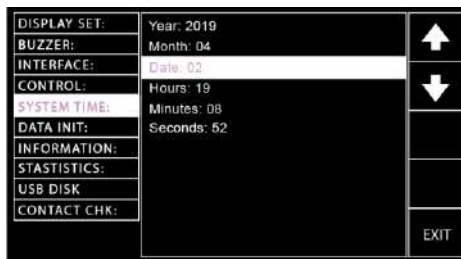 DISPLAY SET:
BUZZER:
INTERFACE:
CONTROL:
SYSTEM TIME:
DATA INIT:
INFORMATION:
STASTISTICS:
USB DISK
CONTACT CHK:
Year: 2019
Month: 04
Date: 02
Hours: 19
Minutes: 08
Seconds: 52
EXIT